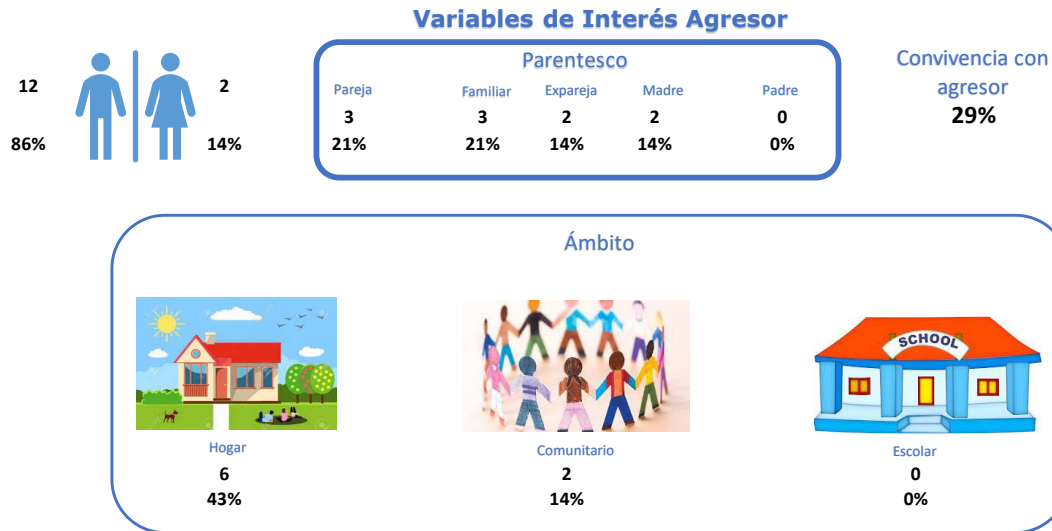 Variables de Interés Agresor
12
86%
2
14%
Parentesco
Pareja
3
21%
Familiar
3
21%
Expareja
2
14%
Madre
2
14%
Padre
0
0%
Convivencia con
agresor
29%
Ámbito
Hogar
6
43%
Comunitario
2
14%
SCHOOL
Escolar
0
0%